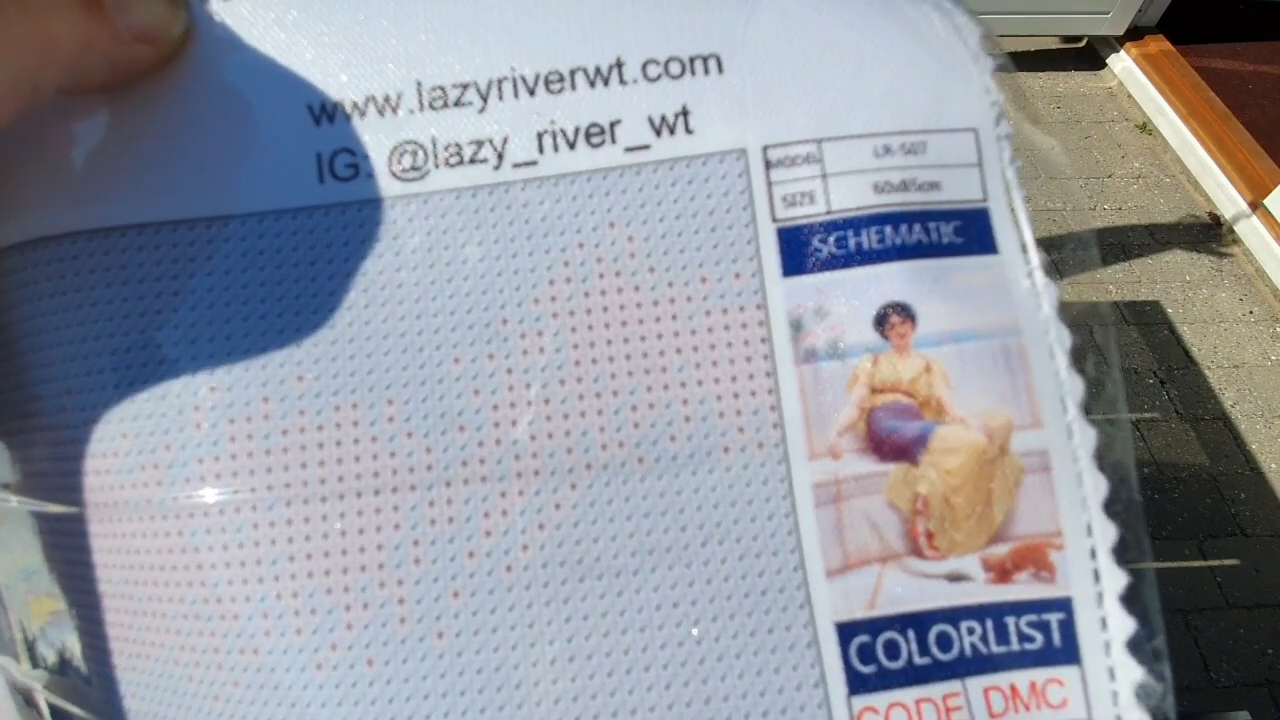 www.lazyriverwt.com
IG: @lazy_river_wt
MODEL
SIZE
SCHEMATIC
COLORLIST
CODE DMC